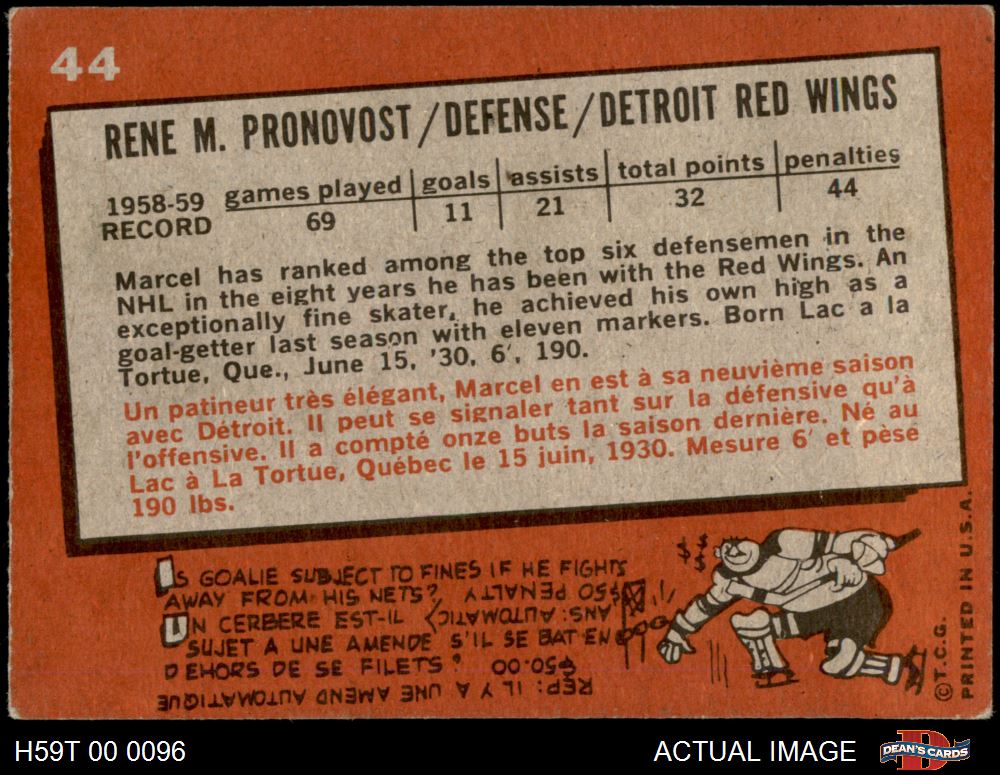 44
RENE M. PRONOVOST/DEFENSE/DETROIT RED WINGS
1958-59 RECORD games played goals assists total points penalties
69 11 21 32 44
Marcel has ranked among the top six defensemen in the
NHL in the eight years he has been with the Red Wings. An
exceptionally fine skater, he achieved his own high as a
goal-getter last season with eleven markers. Born Lac a la
Tortue, Que., June 15, '30, 6', 190.
Un patineur très élégant, Marcel en est à sa neuvième saison
avec Détroit. Il peut se signaler tant sur la défensive qu'à
l'offensive. Il a compté onze buts la saison dernière. Né au
Lac à La Tortue, Québec le 15 juin, 1930. Mesure 6' et pèse
190 lbs.
IS GOALIE SUBJECT TO FINES IF HE FIGHTS
AWAY FROM HIS NETS?
ANS: AUTOMATIC
$50 PENALTY
UN CERBERE EST-IL
SUJET A UNE AMENDE S'IL SE BAT EN
DEHORS DE SE FILETS?
REP: IL Y A UNE AMEND AUTOMATIQUE
$50.00
$ $ $
©T.C.G.
PRINTED IN U.S.A.
H59T 00 0096
ACTUAL IMAGE
D
DEAN'S CARDS